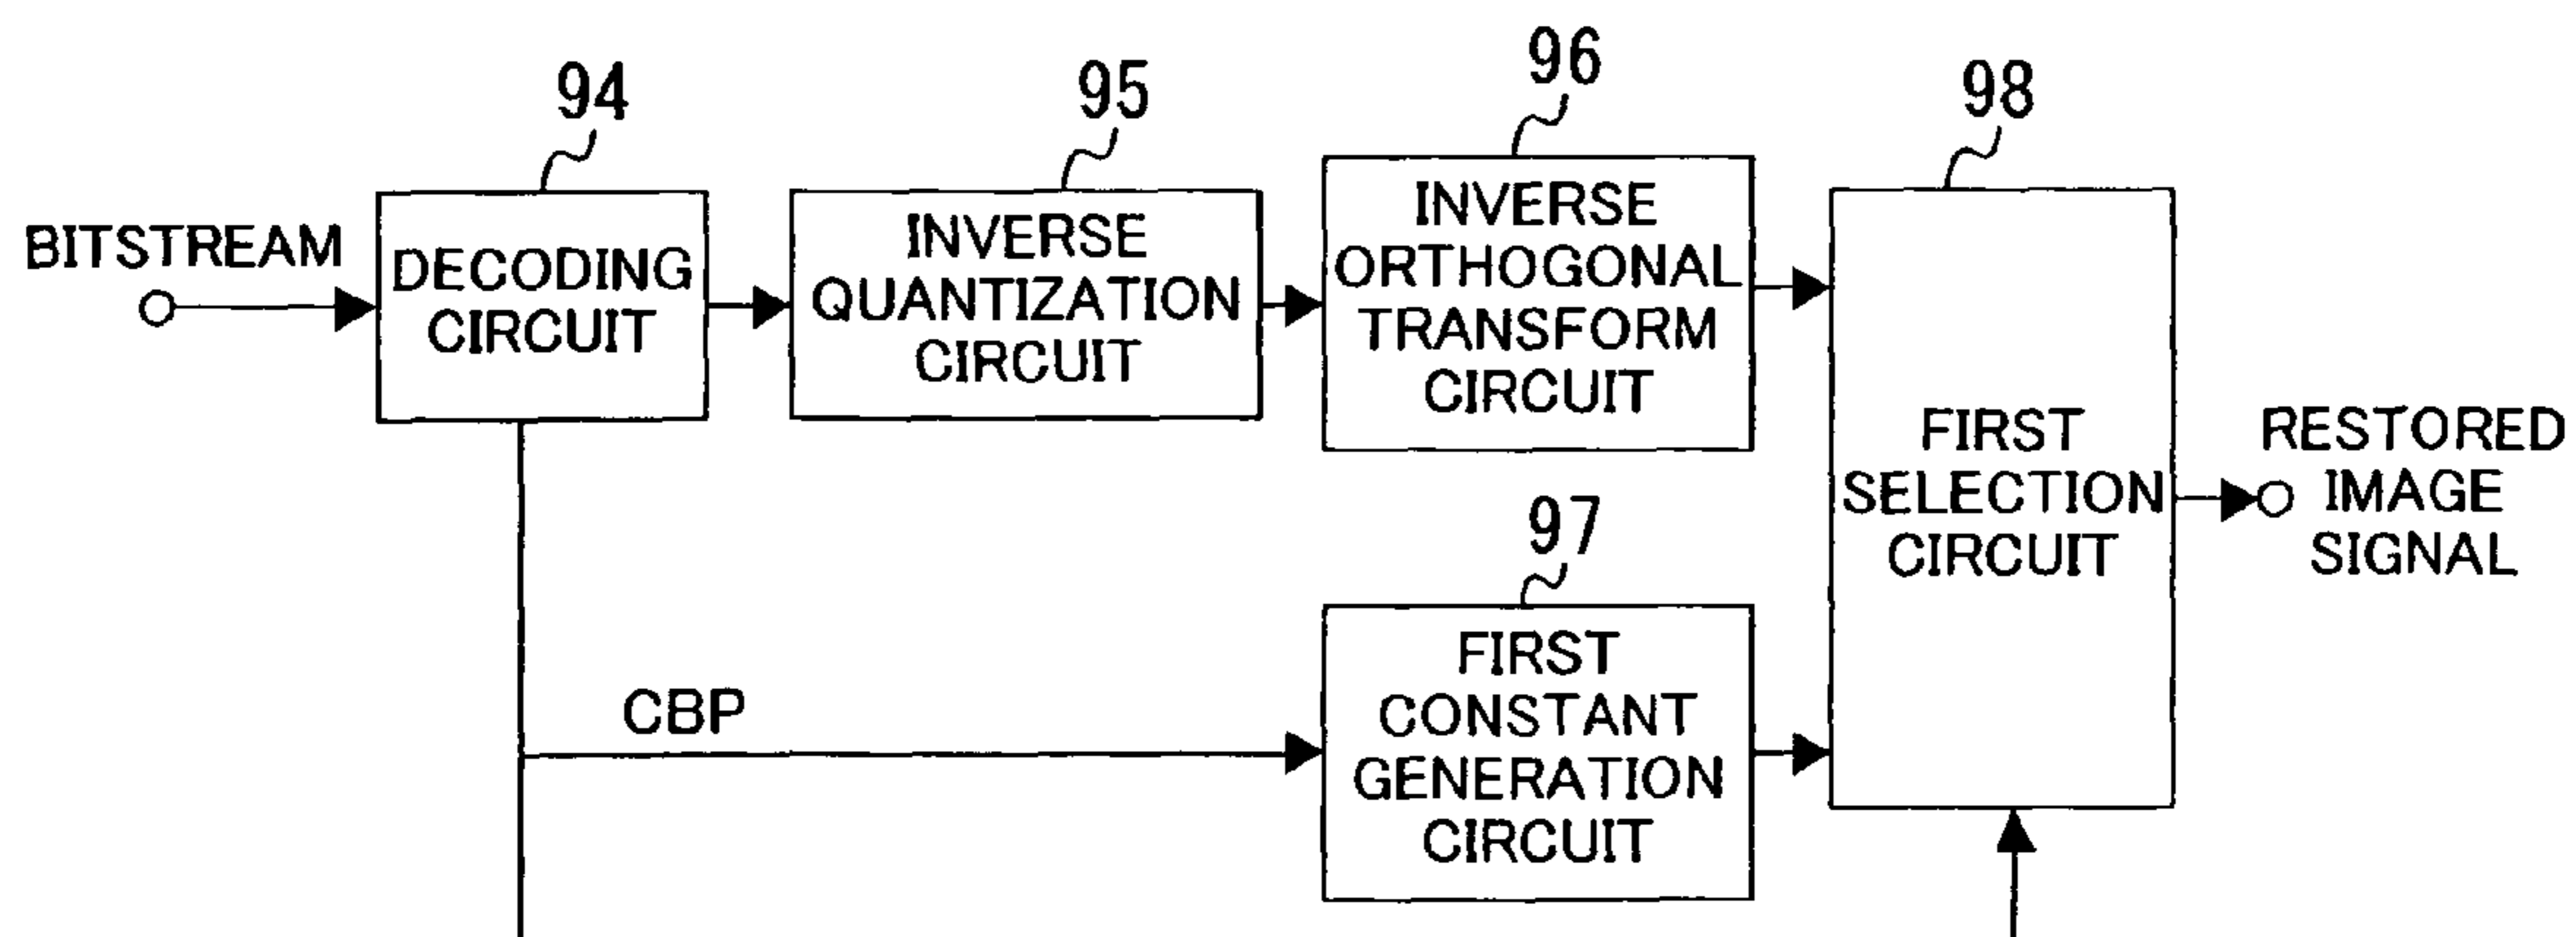 94
95
96
98
BITSTREAM
DECODING
CIRCUIT
INVERSE
QUANTIZATION
CIRCUIT
INVERSE
ORTHOGONAL
TRANSFORM
CIRCUIT
FIRST
SELECTION
CIRCUIT
RESTORED
IMAGE
SIGNAL
97
CBP
FIRST
CONSTANT
GENERATION
CIRCUIT